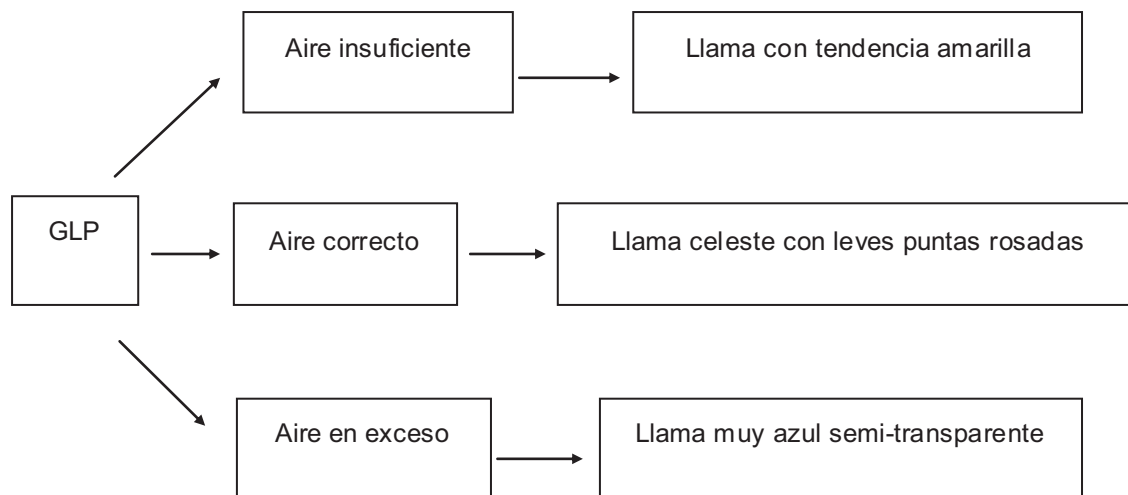 Aire insuficiente
Llama con tendencia amarilla
GLP
Aire correcto
Llama celeste con leves puntas rosadas
Aire en exceso
Llama muy azul semi-transparente